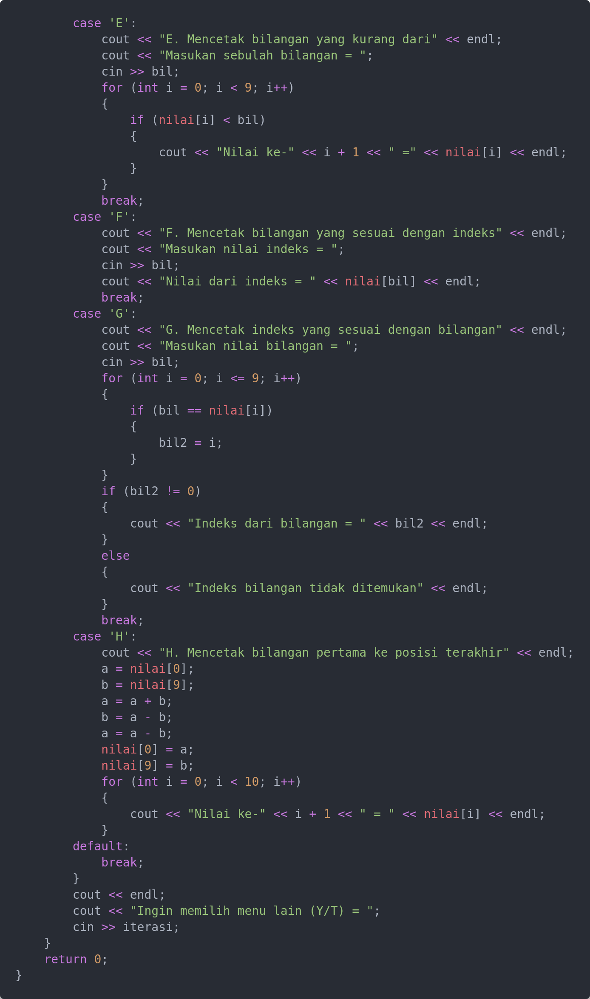 case 'E':
            cout << "E. Mencetak bilangan yang kurang dari" << endl;
            cout << "Masukan sebulah bilangan = ";
            cin >> bil;
            for (int i = 0; i < 9; i++)
            {
                if (nilai[i] < bil)
                {
                    cout << "Nilai ke-" << i + 1 << " =" << nilai[i] << endl;
                }
            }
            break;
        case 'F':
            cout << "F. Mencetak bilangan yang sesuai dengan indeks" << endl;
            cout << "Masukan nilai indeks = ";
            cin >> bil;
            cout << "Nilai dari indeks = " << nilai[bil] << endl;
            break;
        case 'G':
            cout << "G. Mencetak indeks yang sesuai dengan bilangan" << endl;
            cout << "Masukan nilai bilangan = ";
            cin >> bil;
            for (int i = 0; i <= 9; i++)
            {
                if (bil == nilai[i])
                {
                    bil2 = i;
                }
            }
            if (bil2 != 0)
            {
                cout << "Indeks dari bilangan = " << bil2 << endl;
            }
            else
            {
                cout << "Indeks bilangan tidak ditemukan" << endl;
            }
            break;
        case 'H':
            cout << "H. Mencetak bilangan pertama ke posisi terakhir" << endl;
            a = nilai[0];
            b = nilai[9];
            a = a + b;
            b = a - b;
            a = a - b;
            nilai[0] = a;
            nilai[9] = b;
            for (int i = 0; i < 10; i++)
            {
                cout << "Nilai ke-" << i + 1 << " = " << nilai[i] << endl;
            }
        default:
            break;
        }
        cout << endl;
        cout << "Ingin memilih menu lain (Y/T) = ";
        cin >> iterasi;
    }
    return 0;
}